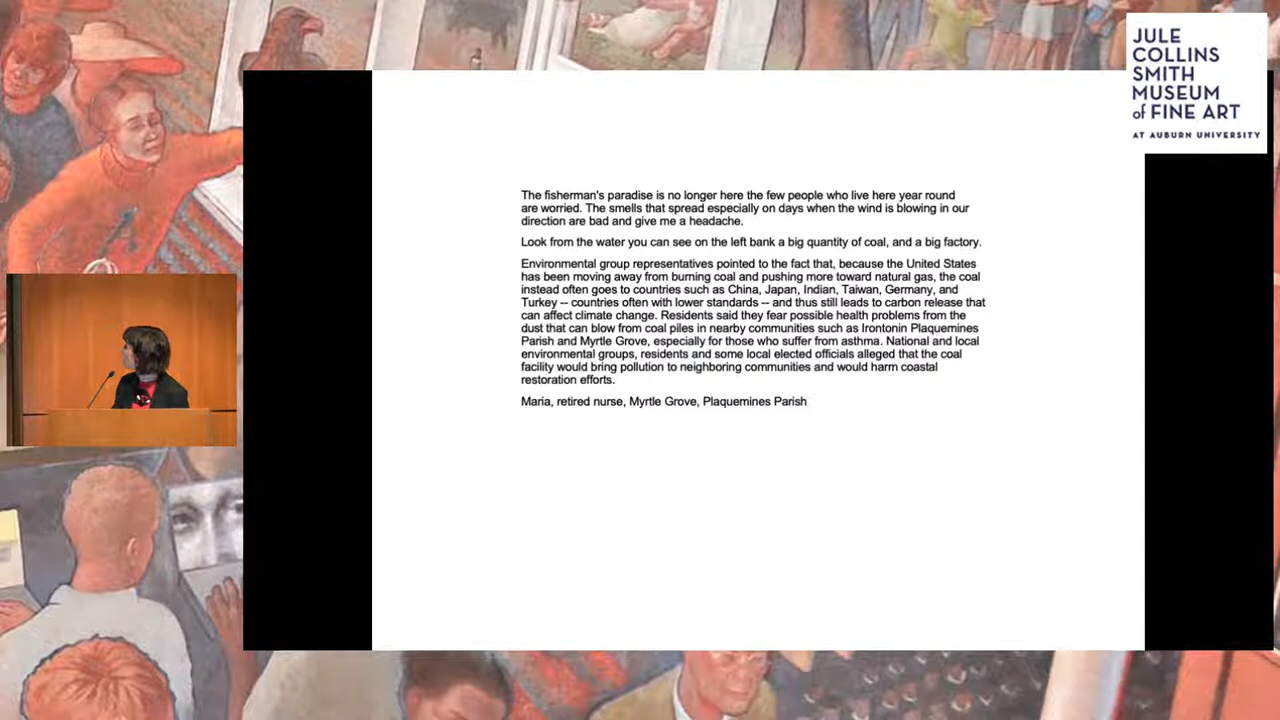 JULE
COLLINS
SMITH
MUSEUM
of FINE ART
AT AUBURN UNIVERSITY
The fisherman's paradise is no longer here the few people who live here year round
are worried. The smells that spread especially on days when the wind is blowing in our
direction are bad and give me a headache.
Look from the water you can see on the left bank a big quantity of coal, and a big factory.
Environmental group representatives pointed to the fact that, because the United States
has been moving away from burning coal and pushing more toward natural gas, the coal
instead often goes to countries such as China, Japan, Indian, Taiwan, Germany, and
Turkey -- countries often with lower standards -- and thus still leads to carbon release that
can affect climate change. Residents said they fear possible health problems from the
dust that can blow from coal piles in nearby communities such as Irontonin Plaquemines
Parish and Myrtle Grove, especially for those who suffer from asthma. National and local
environmental groups, residents and some local elected officials alleged that the coal
facility would bring pollution to neighboring communities and would harm coastal
restoration efforts.
Maria, retired nurse, Myrtle Grove, Plaquemines Parish